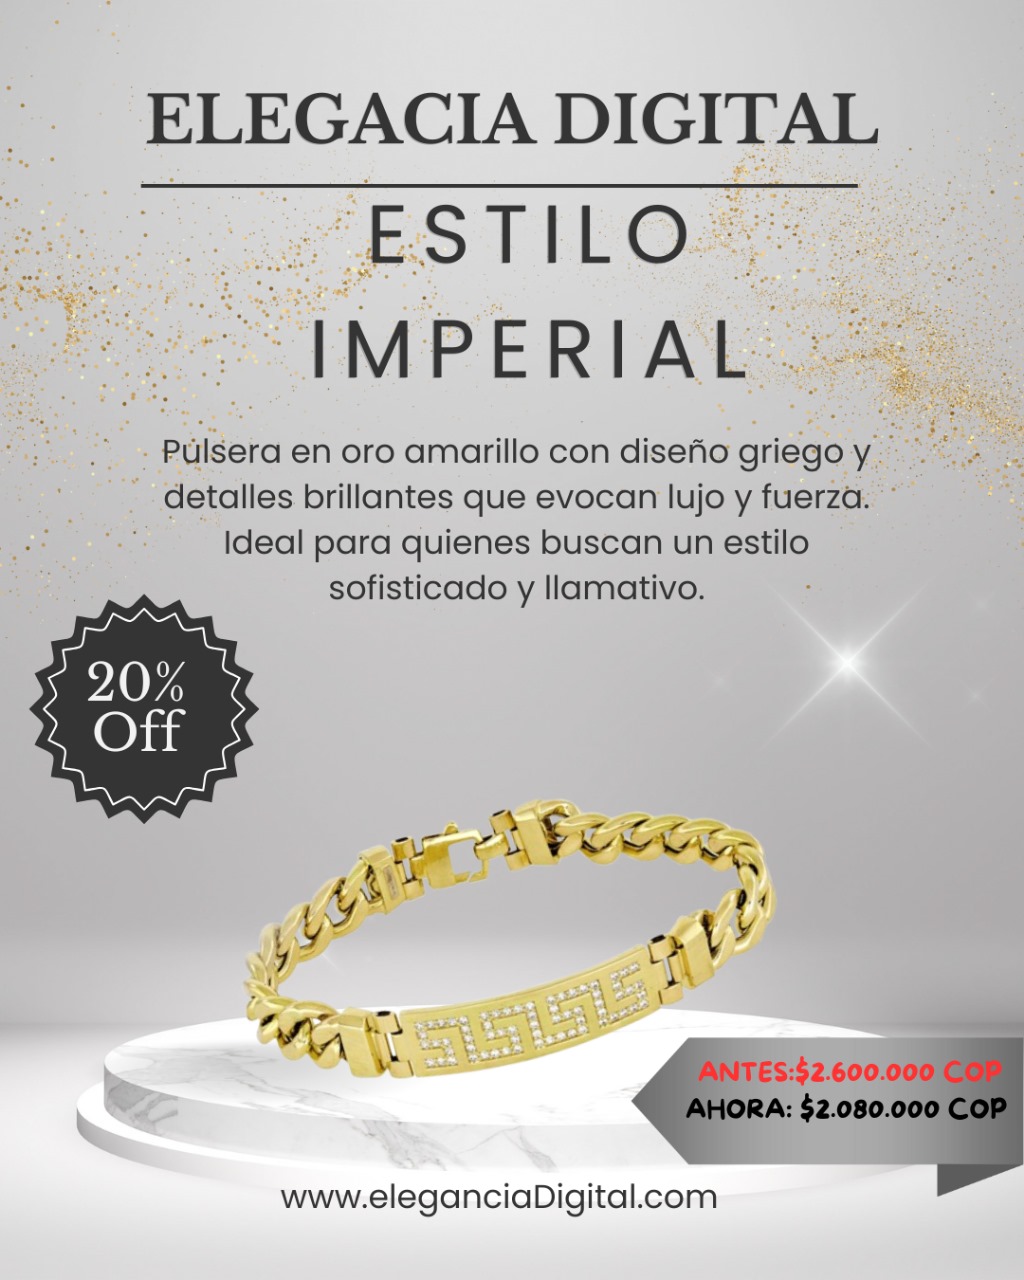 ELEGACIA DIGITAL
ESTILO
IMPERIAL
Pulsera en oro amarillo con diseño griego y
detalles brillantes que evocan lujo y fuerza.
Ideal para quienes buscan un estilo
sofisticado y llamativo.
20%
Off
ANTES:$2.600.000 COP
AHORA: $2.080.000 COP
www.eleganciaDigital.com